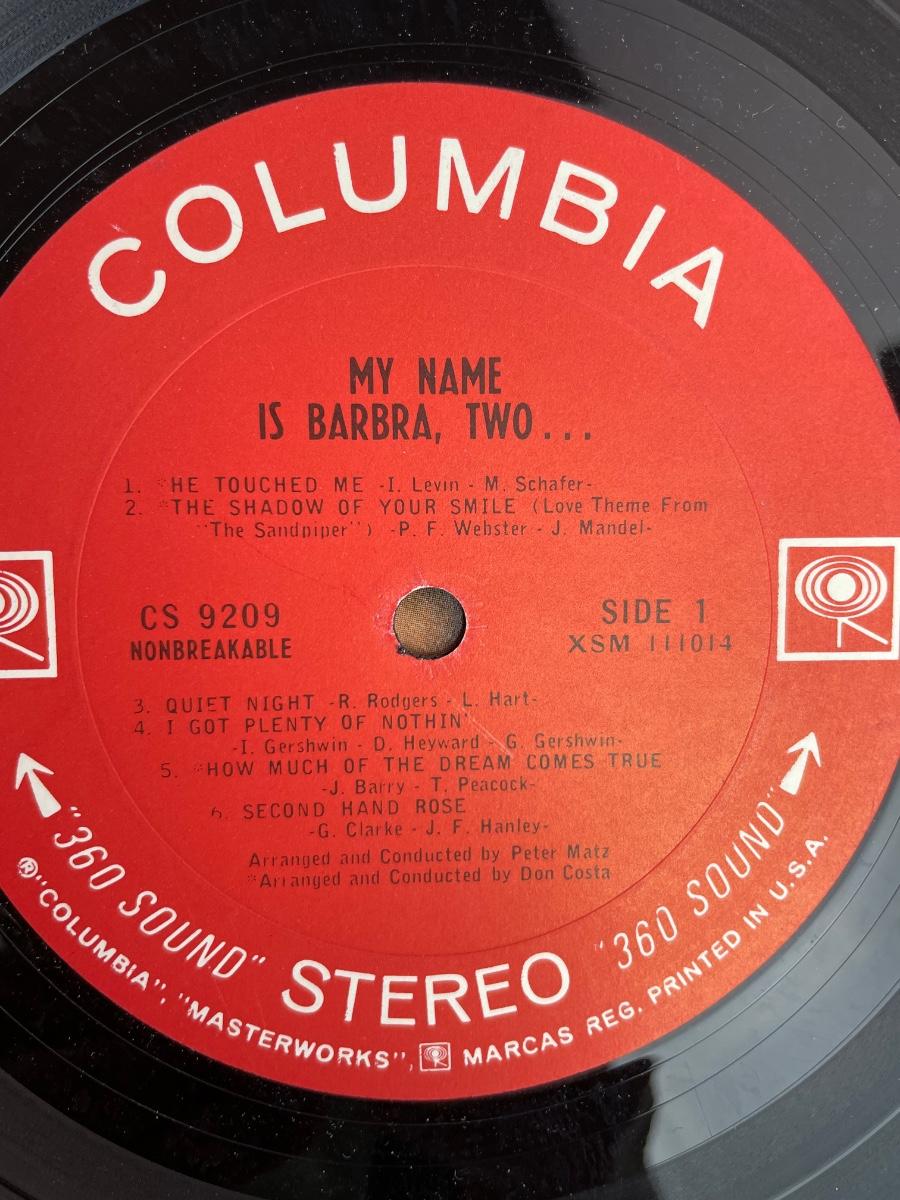 COLUMBIA
MY NAME
IS BARBRA, TWO...
1. *HE TOUCHED ME -I. Levin - M. Schafer-
2. *THE SHADOW OF YOUR SMILE (Love Theme From
"The Sandpiper") -P. F. Webster - J. Mandel-
CS 9209
NONBREAKABLE
SIDE 1
XSM 111014
3. QUIET NIGHT -R. Rodgers - L. Hart-
4. I GOT PLENTY OF NOTHIN'
-I. Gershwin - D. Heyward - G. Gershwin-
5. *HOW MUCH OF THE DREAM COMES TRUE
-J. Barry - T. Peacock-
6. SECOND HAND ROSE
-G. Clarke - J. F. Hanley-
Arranged and Conducted by Peter Matz
*Arranged and Conducted by Don Costa
"360 SOUND" STEREO "360 SOUND"
Ⓡ "COLUMBIA", "MASTERWORKS", MARCAS REG. PRINTED IN U.S.A.